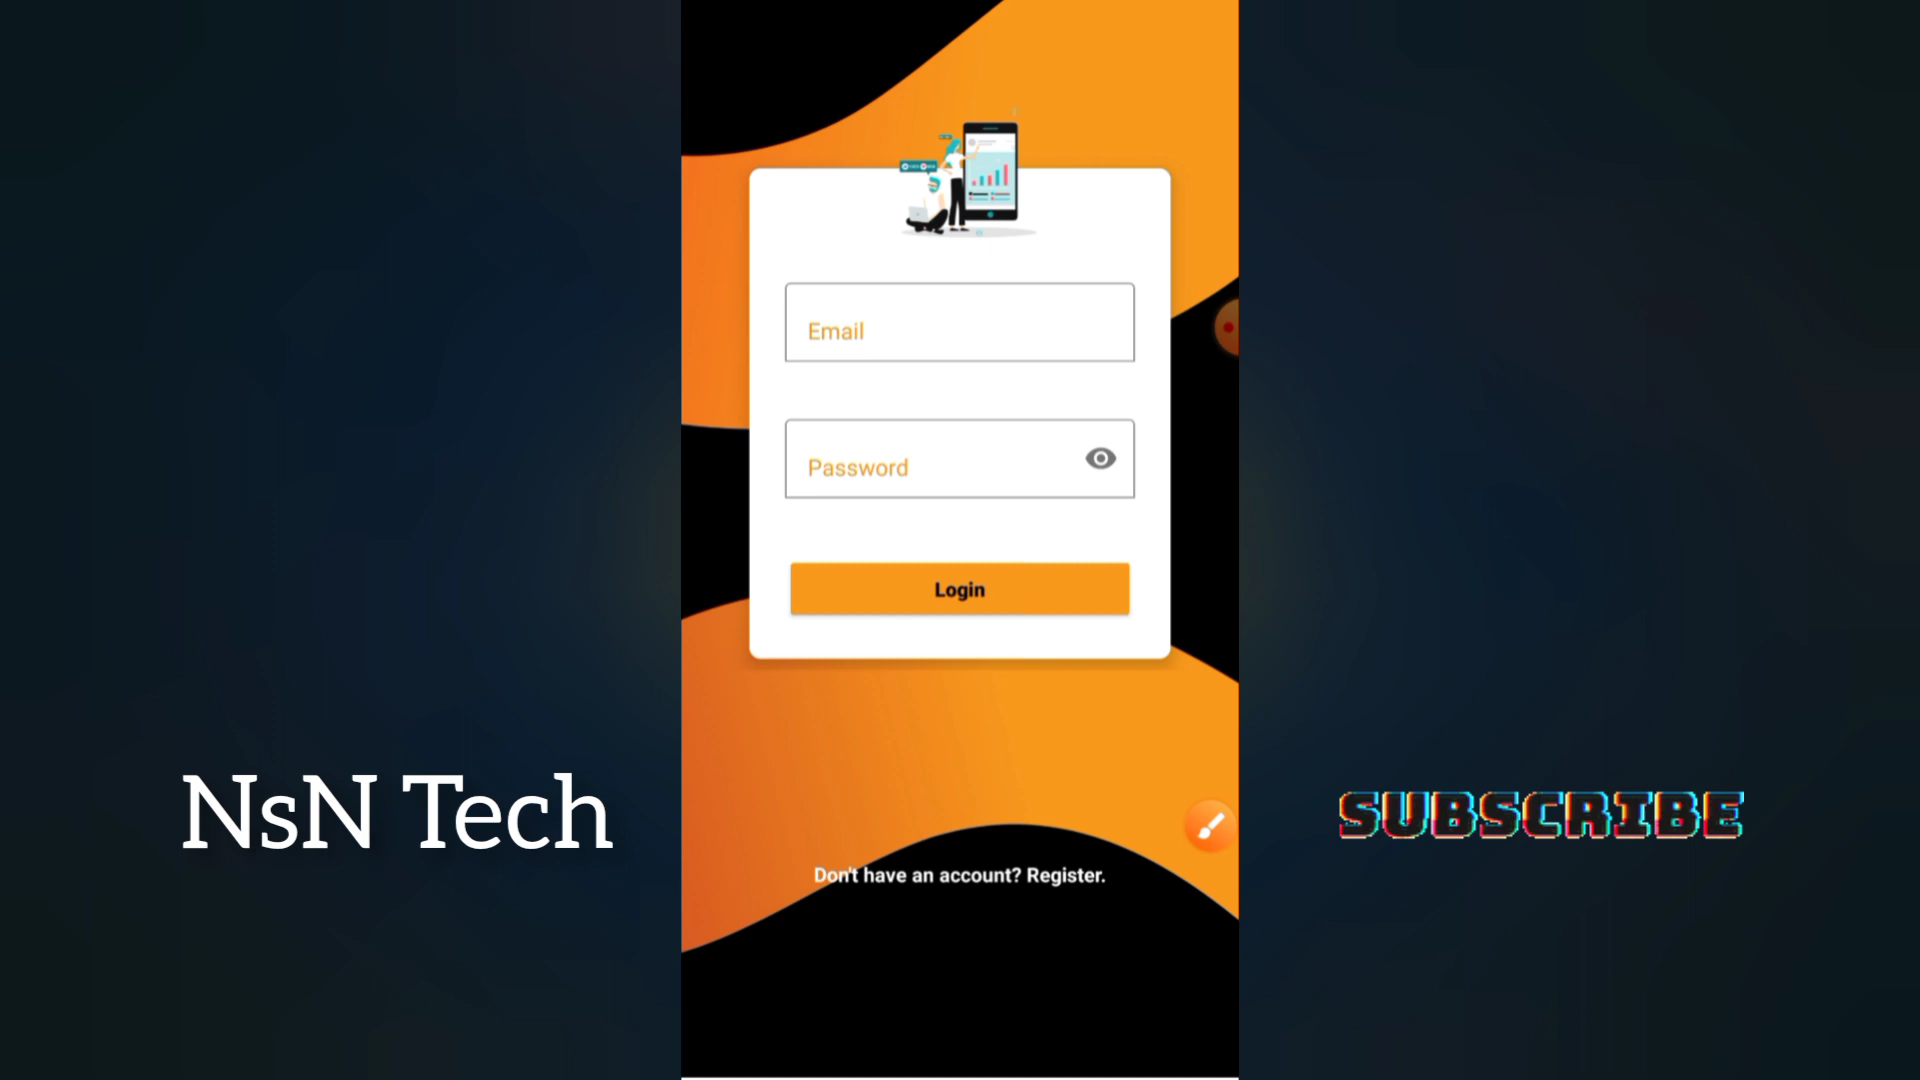 Email
Password
Login
NsN Tech
SUBSCRIBE
Don't have an account? Register.